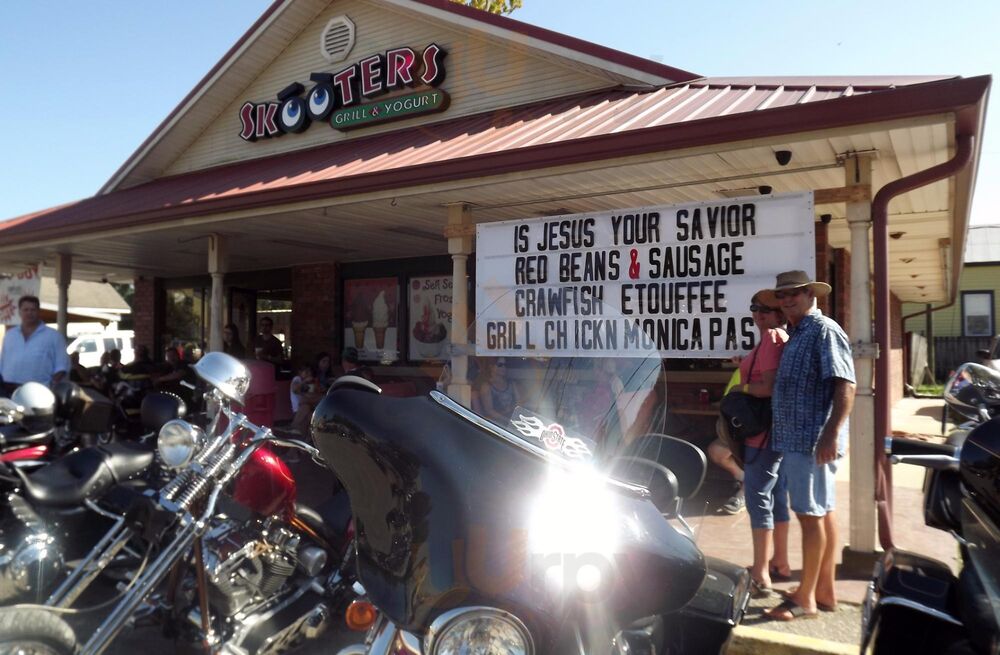 SKOOTERS
GRILL & YOGURT
IS JESUS YOUR SAVIOR
RED BEANS & SAUSAGE
CRAWFISH ETOUFFEE
GRILL CHICKN MONICA PAS